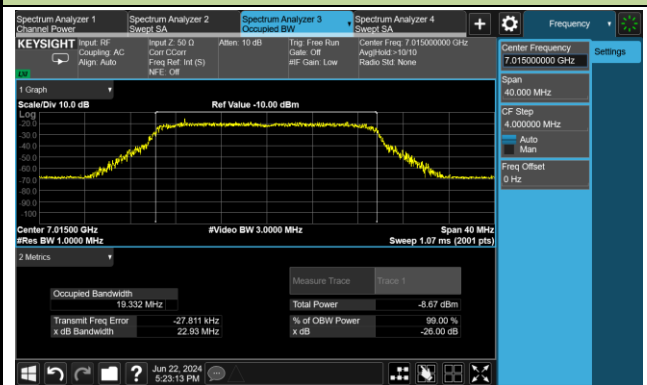 Spectrum Analyzer 1
Channel Power
Spectrum Analyzer 2
Swept SA
Spectrum Analyzer 3
Occupied BW
Spectrum Analyzer 4
Swept SA
+
Frequency
KEYSIGHT
Input: RF
Coupling: AC
Align: Auto
Input Z: 50 Ω
Corr CCorr
Freq Ref: Int (S)
NFE: Off
Atten: 10 dB
Trig: Free Run
Gate: Off
#IF Gain: Low
Center Freq: 7.015000000 GHz
Avg|Hold:>10/10
Radio Std: None
Center Frequency
7.015000000 GHz
Settings
Span
40.000 MHz
CF Step
4.000000 MHz
Auto
Man
Freq Offset
0 Hz
1 Graph
Scale/Div 10.0 dB
Ref Value -10.00 dBm
Log
-20.0
-30.0
-40.0
-50.0
-60.0
-70.0
-80.0
-90.0
-100
Center 7.01500 GHz
#Video BW 3.0000 MHz
Span 40 MHz
#Res BW 1.0000 MHz
Sweep 1.07 ms (2001 pts)
2 Metrics
Measure Trace
Trace 1
Occupied Bandwidth
19.332 MHz
Total Power
-8.67 dBm
Transmit Freq Error
-27.811 kHz
% of OBW Power
99.00 %
x dB Bandwidth
22.93 MHz
x dB
-26.00 dB
?
Jun 22, 2024
5:23:13 PM